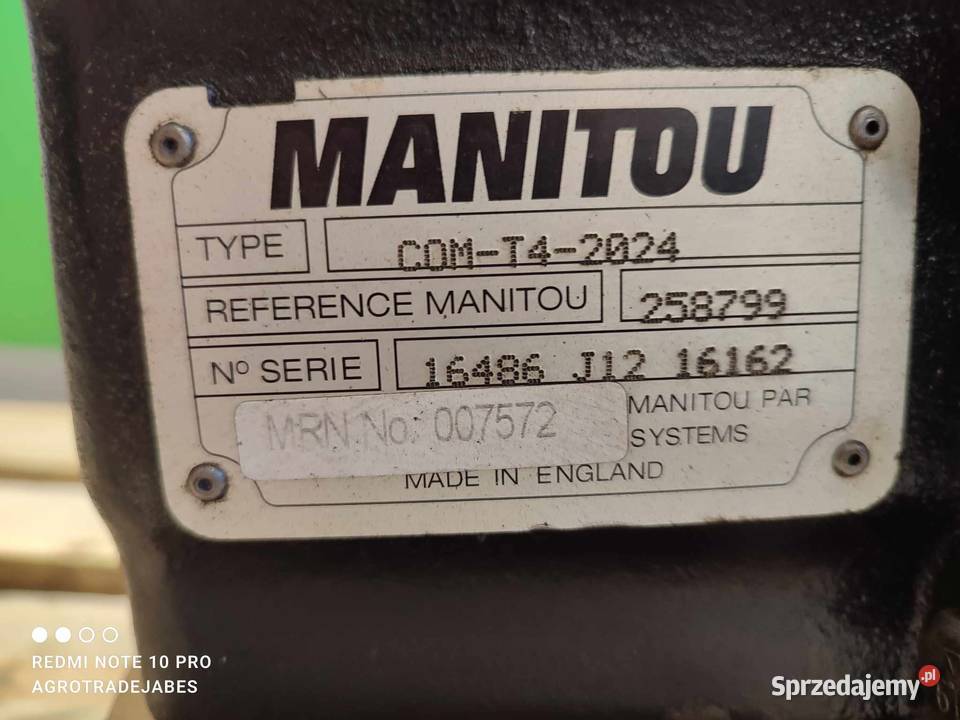 MANITOU
TYPE COM-T4-2024
REFERENCE MANITOU 258799
Nº SERIE 16486 J12 16162
MRN No: 007572 MANITOU PAR
SYSTEMS
MADE IN ENGLAND
REDMI NOTE 10 PRO
AGROTRADEJABES
Sprzedajemy.pl